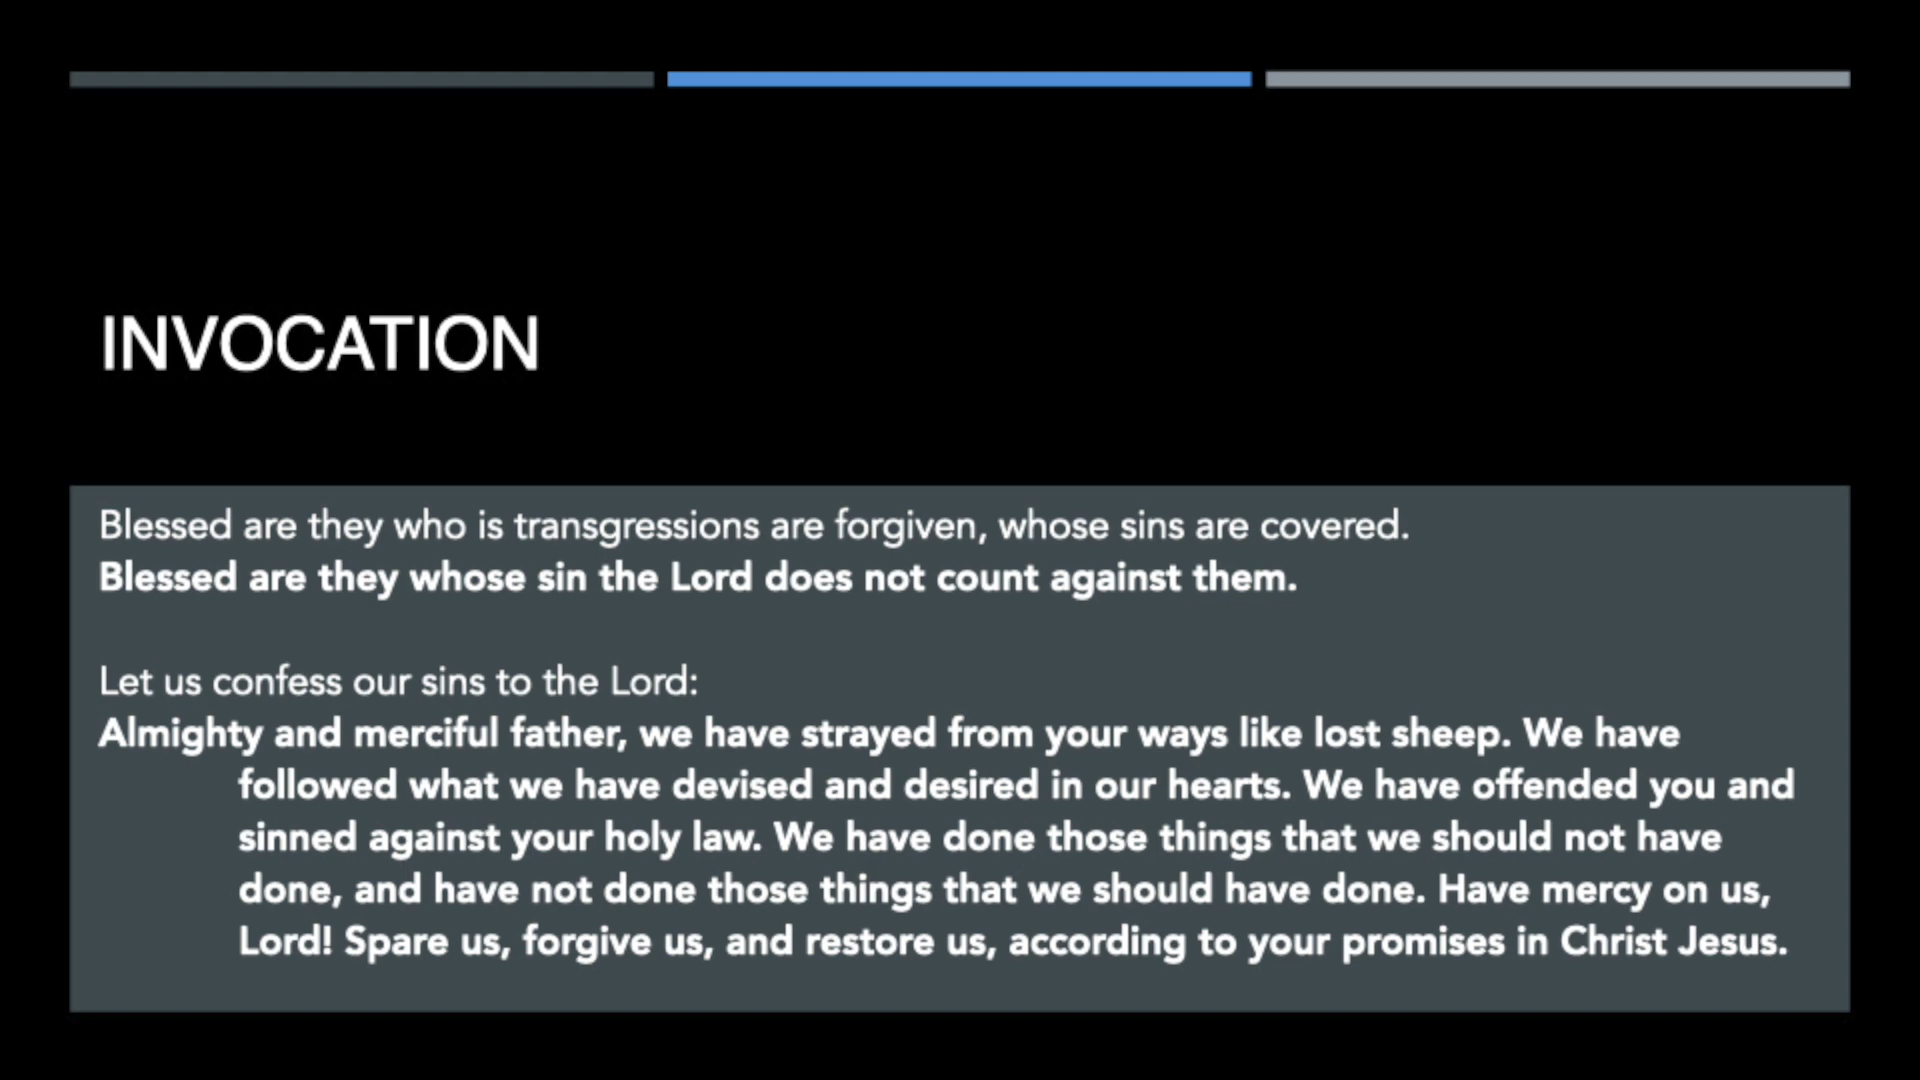 INVOCATION
Blessed are they who is transgressions are forgiven, whose sins are covered.
Blessed are they whose sin the Lord does not count against them.
Let us confess our sins to the Lord:
Almighty and merciful father, we have strayed from your ways like lost sheep. We have
followed what we have devised and desired in our hearts. We have offended you and
sinned against your holy law. We have done those things that we should not have
done, and have not done those things that we should have done. Have mercy on us,
Lord! Spare us, forgive us, and restore us, according to your promises in Christ Jesus.